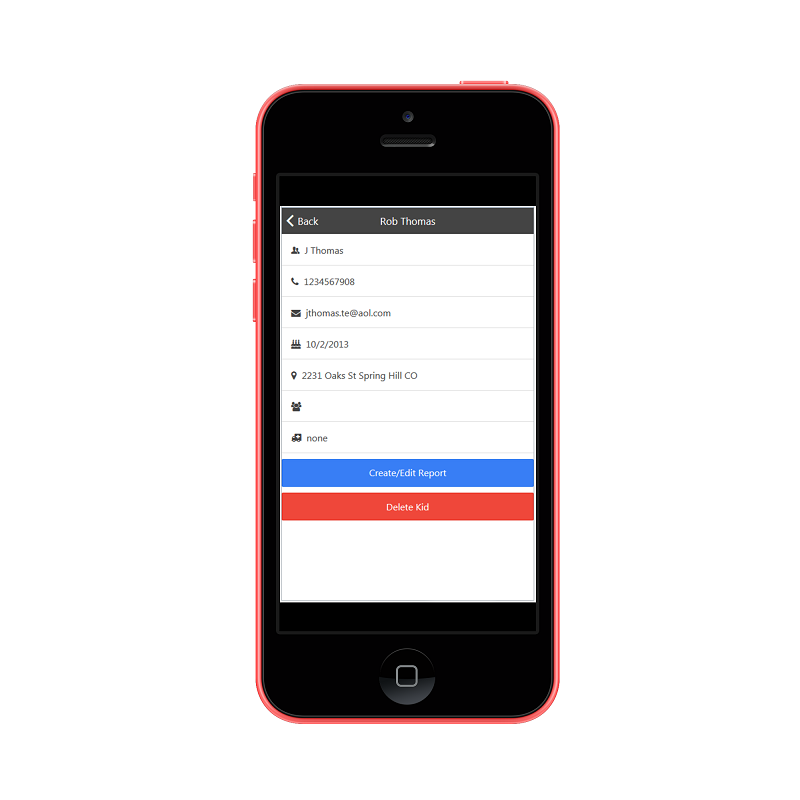 Back
Rob Thomas
J Thomas
1234567908
jthomas.te@aol.com
10/2/2013
2231 Oaks St Spring Hill CO
none
Create/Edit Report
Delete Kid